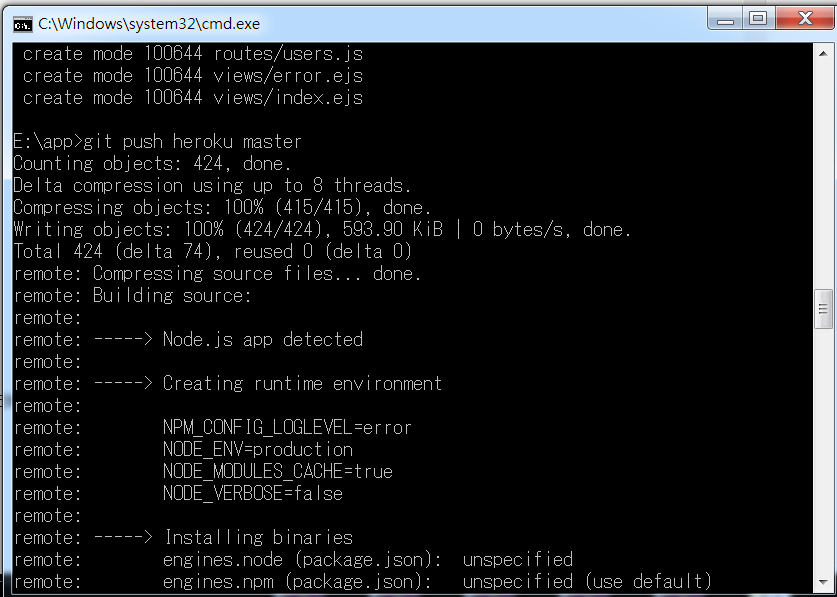 C:\Windows\system32\cmd.exe
create mode 100644 routes/users.js
create mode 100644 views/error.ejs
create mode 100644 views/index.ejs
E:\app>git push heroku master
Counting objects: 424, done.
Delta compression using up to 8 threads.
Compressing objects: 100% (415/415), done.
Writing objects: 100% (424/424), 593.90 KiB | 0 bytes/s, done.
Total 424 (delta 74), reused 0 (delta 0)
remote: Compressing source files... done.
remote: Building source:
remote:
remote: -----> Node.js app detected
remote:
remote: -----> Creating runtime environment
remote:
remote:        NPM_CONFIG_LOGLEVEL=error
remote:        NODE_ENV=production
remote:        NODE_MODULES_CACHE=true
remote:        NODE_VERBOSE=false
remote:
remote: -----> Installing binaries
remote:        engines.node (package.json):  unspecified
remote:        engines.npm (package.json):   unspecified (use default)